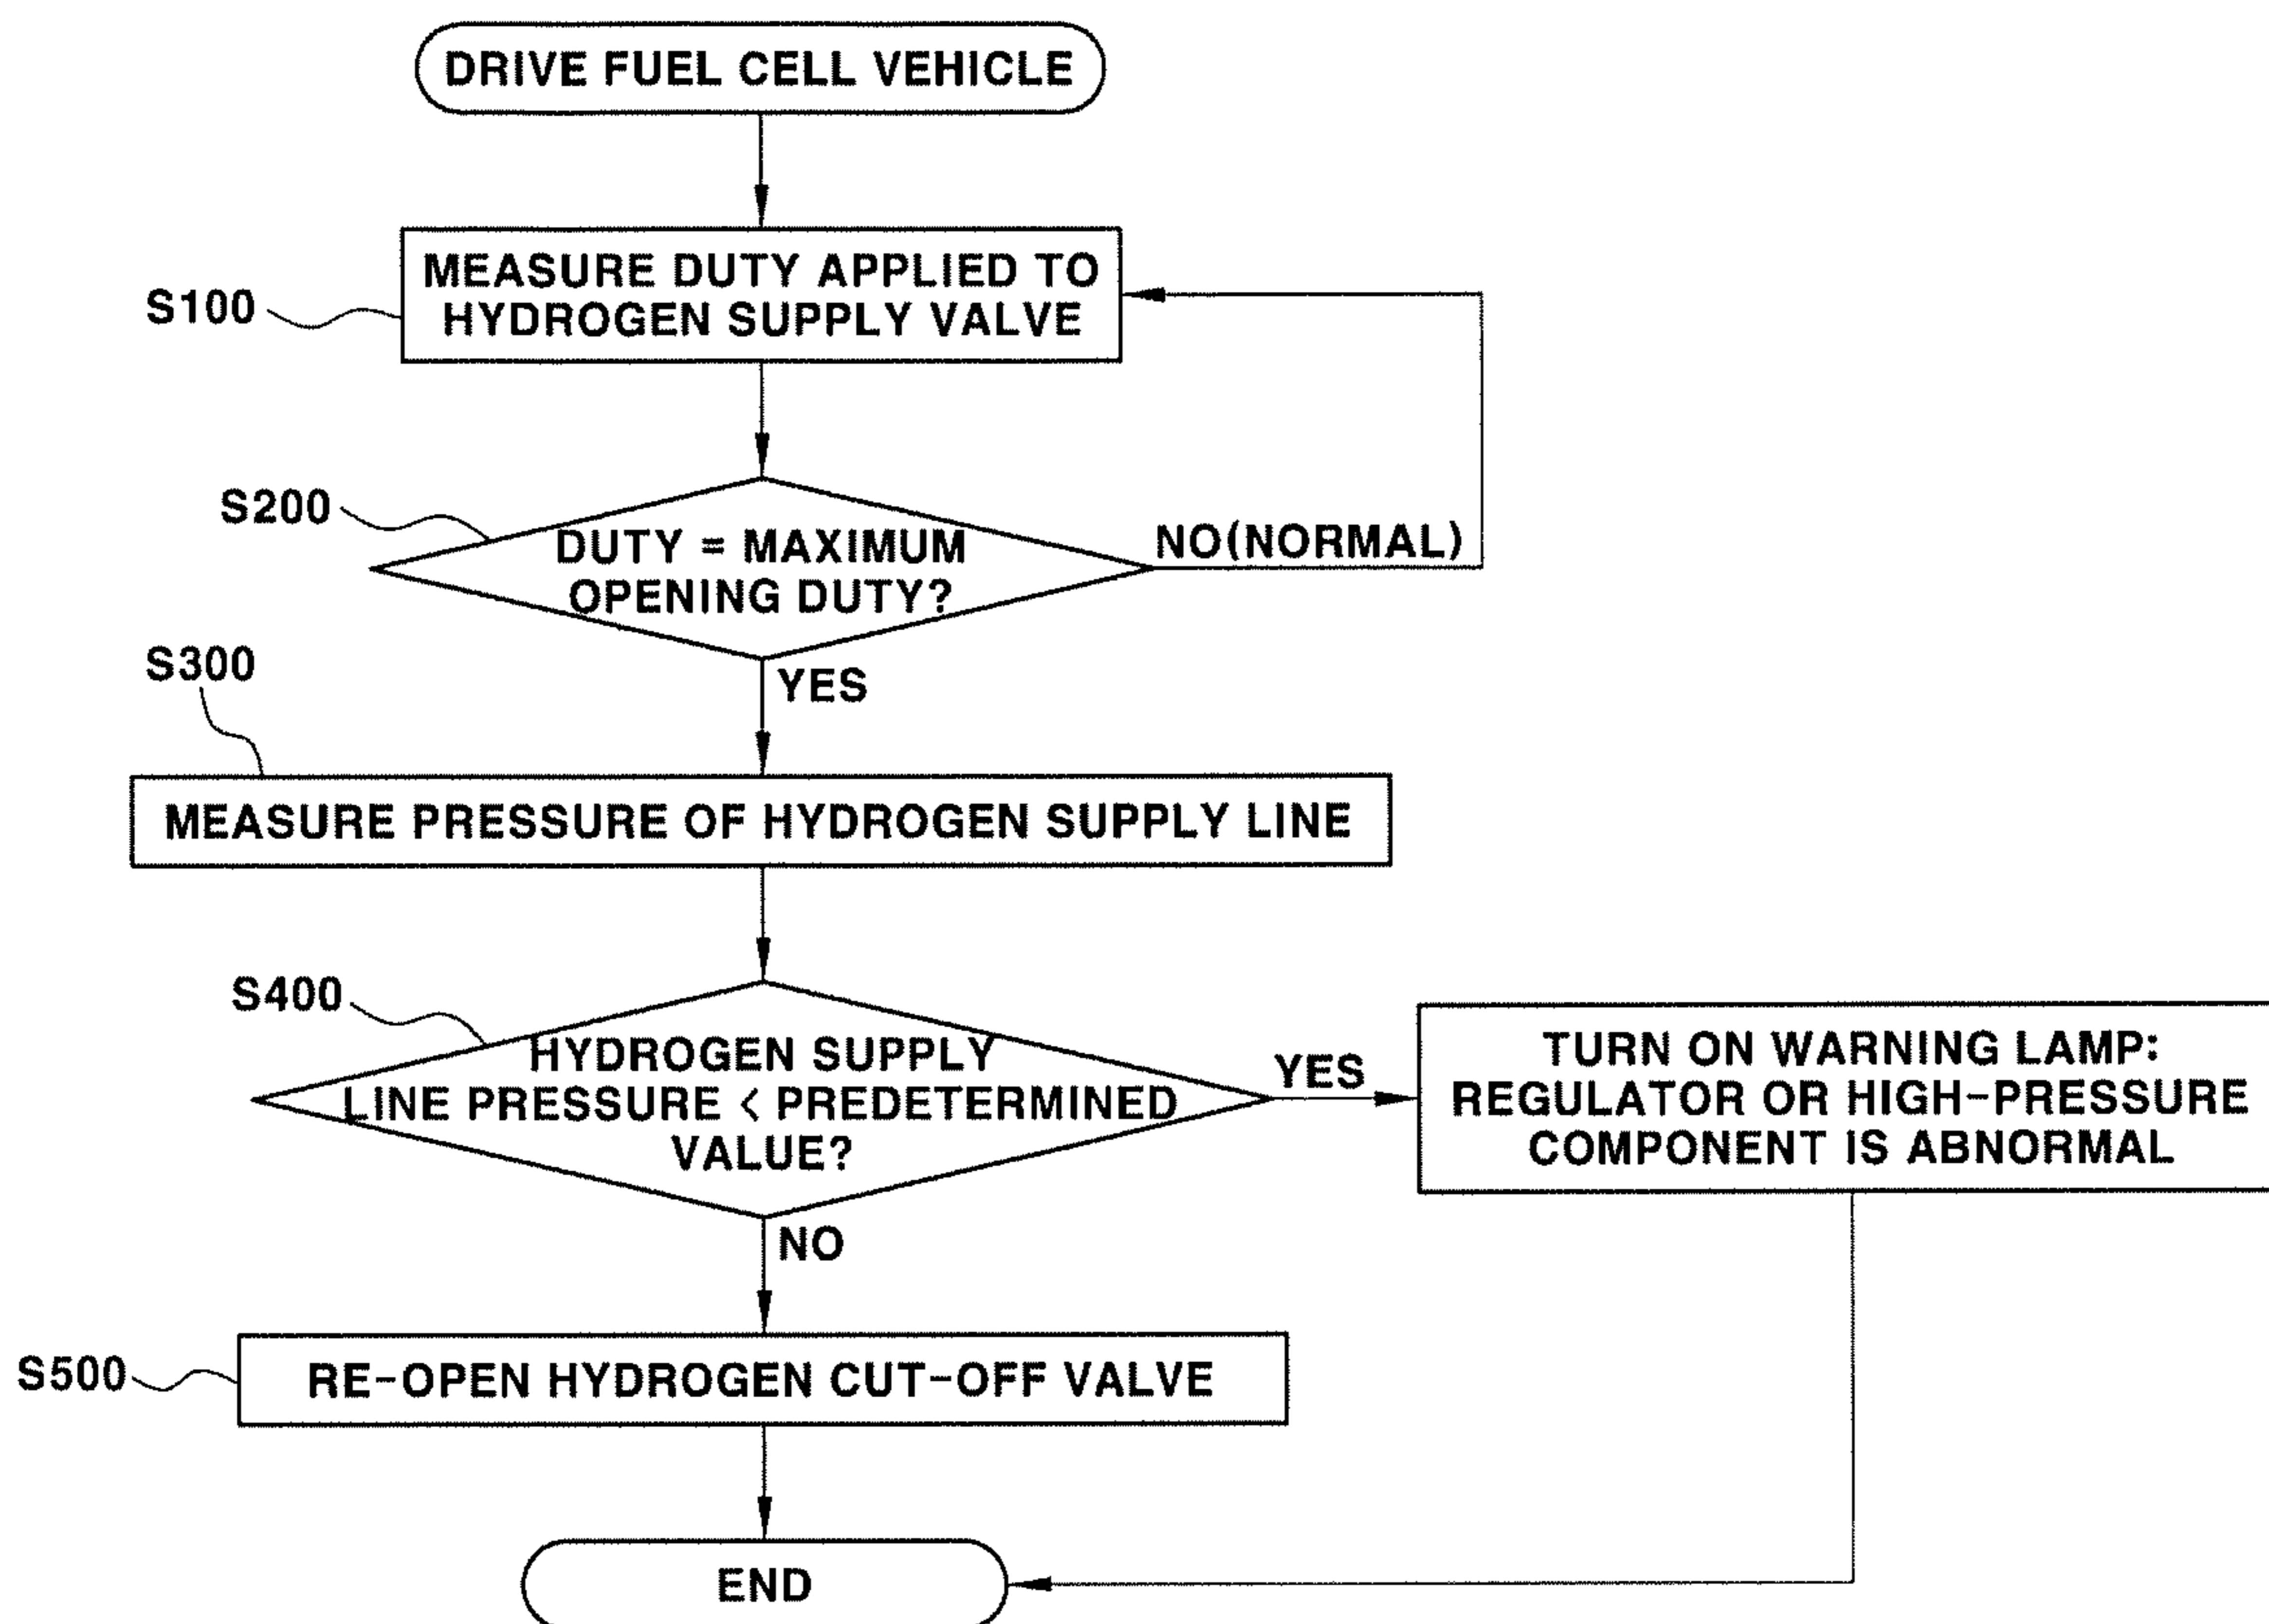 DRIVE FUEL CELL VEHICLE
S100
MEASURE DUTY APPLIED TO
HYDROGEN SUPPLY VALVE
S200
DUTY = MAXIMUM
OPENING DUTY?
NO(NORMAL)
YES
S300
MEASURE PRESSURE OF HYDROGEN SUPPLY LINE
S400
HYDROGEN SUPPLY
LINE PRESSURE < PREDETERMINED
VALUE?
YES
TURN ON WARNING LAMP:
REGULATOR OR HIGH-PRESSURE
COMPONENT IS ABNORMAL
NO
S500
RE-OPEN HYDROGEN CUT-OFF VALVE
END